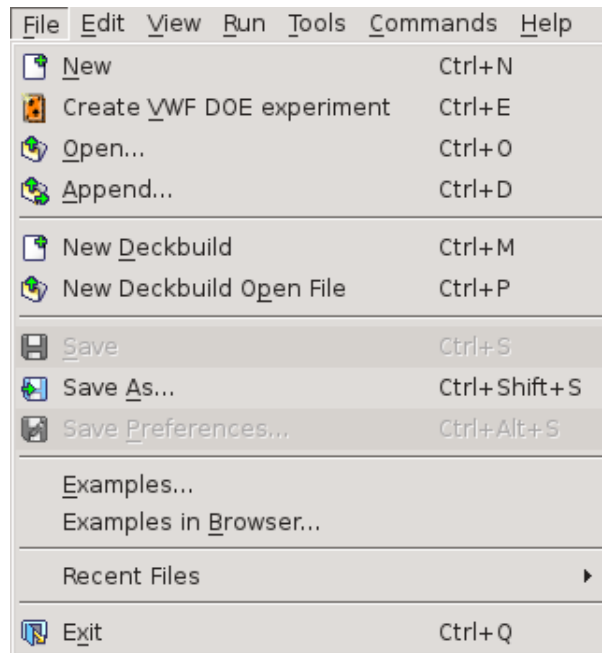 File Edit View Run Tools Commands Help
New Ctrl+N
Create VWF DOE experiment Ctrl+E
Open... Ctrl+O
Append... Ctrl+D
New Deckbuild Ctrl+M
New Deckbuild Open File Ctrl+P
Save Ctrl+S
Save As... Ctrl+Shift+S
Save Preferences... Ctrl+Alt+S
Examples...
Examples in Browser...
Recent Files
Exit Ctrl+Q